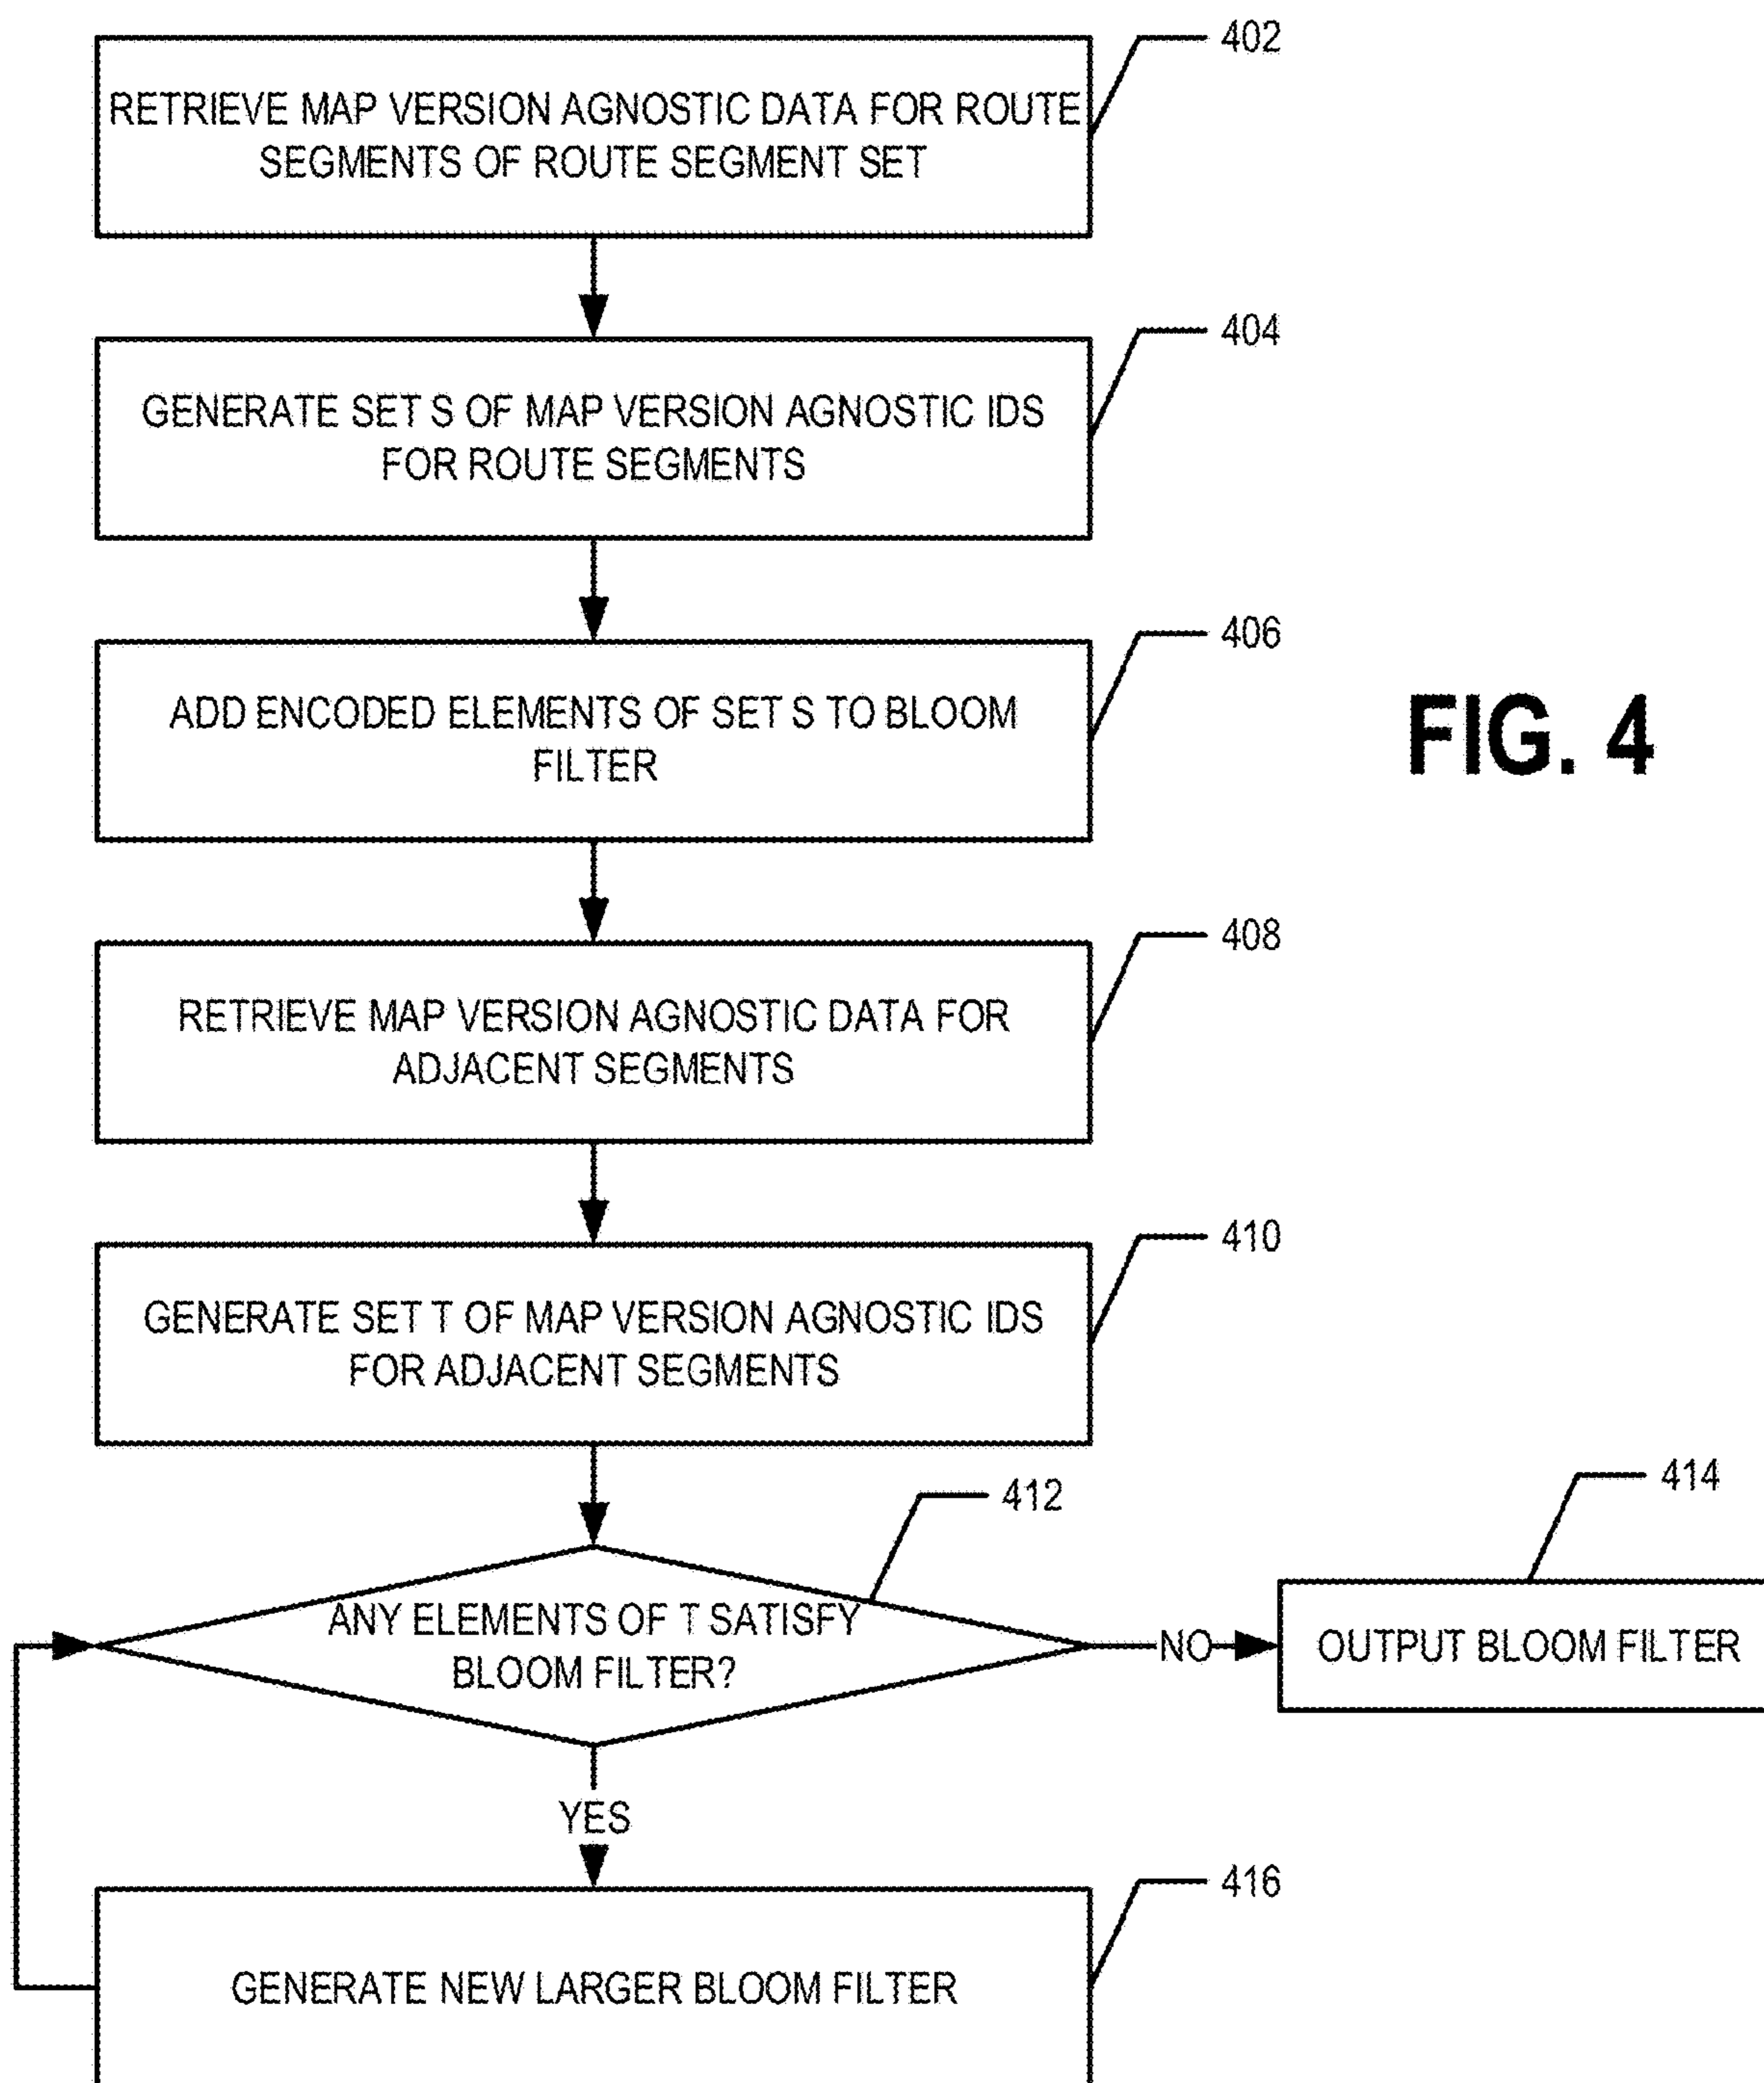 402
RETRIEVE MAP VERSION AGNOSTIC DATA FOR ROUTE
SEGMENTS OF ROUTE SEGMENT SET
404
GENERATE SET S OF MAP VERSION AGNOSTIC IDS
FOR ROUTE SEGMENTS
406
ADD ENCODED ELEMENTS OF SET S TO BLOOM
FILTER
FIG. 4
408
RETRIEVE MAP VERSION AGNOSTIC DATA FOR
ADJACENT SEGMENTS
410
GENERATE SET T OF MAP VERSION AGNOSTIC IDS
FOR ADJACENT SEGMENTS
412
414
ANY ELEMENTS OF T SATISFY
BLOOM FILTER?
NO
OUTPUT BLOOM FILTER
YES
416
GENERATE NEW LARGER BLOOM FILTER